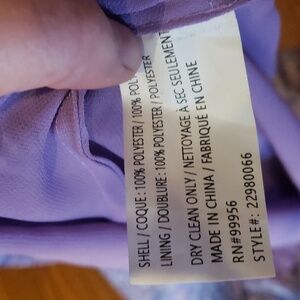 SHELL / COQUE : 100% POLYESTER / 100% POLY
LINING / DOUBLURE : 100% POLYESTER / POLYESTER
DRY CLEAN ONLY / NETTOYAGE À SEC SEULEMENT
MADE IN CHINA / FABRIQUÉ EN CHINE
RN#99956
STYLE#: 22980066